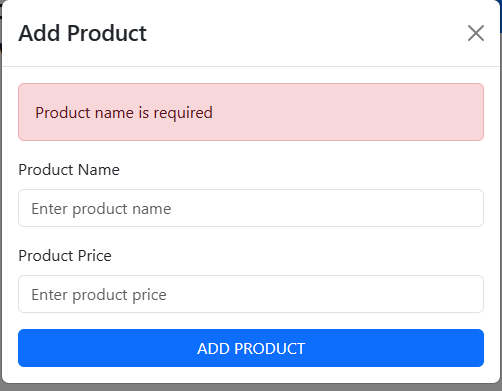 Add Product
Product name is required
Product Name
Enter product name
Product Price
Enter product price
ADD PRODUCT